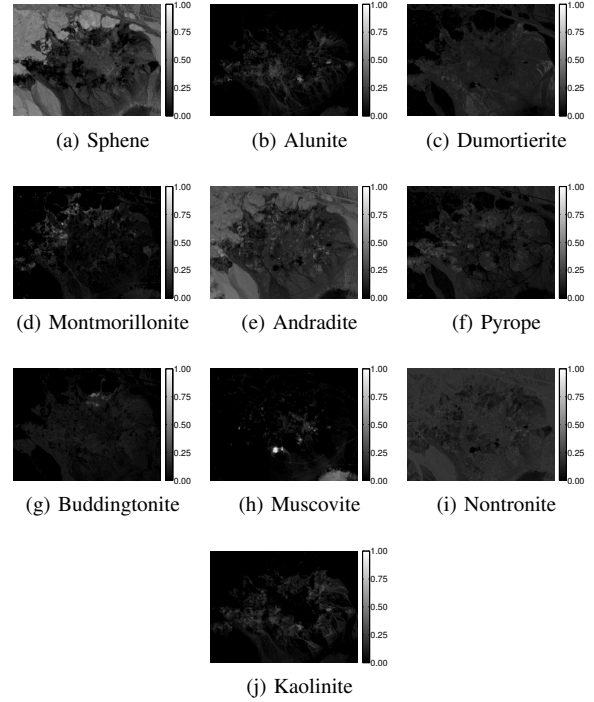 1.00 1.00 1.00
0.75 0.75 0.75
0.50 0.50 0.50
0.25 0.25 0.25
0.00 0.00 0.00
(a) Sphene (b) Alunite (c) Dumortierite
1.00 1.00 1.00
0.75 0.75 0.75
0.50 0.50 0.50
0.25 0.25 0.25
0.00 0.00 0.00
(d) Montmorillonite (e) Andradite (f) Pyrope
1.00 1.00 1.00
0.75 0.75 0.75
0.50 0.50 0.50
0.25 0.25 0.25
0.00 0.00 0.00
(g) Buddingtonite (h) Muscovite (i) Nontronite
1.00
0.75
0.50
0.25
0.00
(j) Kaolinite